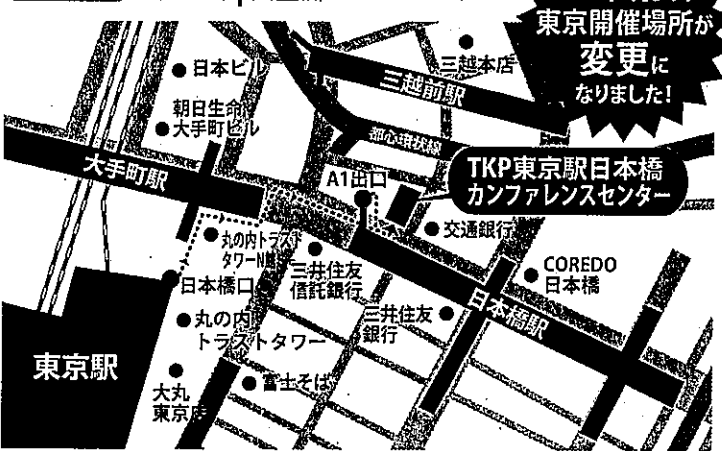 東京開催場所が
変更に
なりました!
三越本店
日本ビル
三越前駅
朝日生命
大手町ビル
都心環状線
大手町駅
A1出口
TKP東京駅日本橋
カンファレンスセンター
交通銀行
丸の内トラスト
タワーN館
三井住友
信託銀行
COREDO
日本橋
日本橋口
日本橋駅
三井住友
銀行
丸の内
トラストタワー
東京駅
富士そば
大丸
東京店